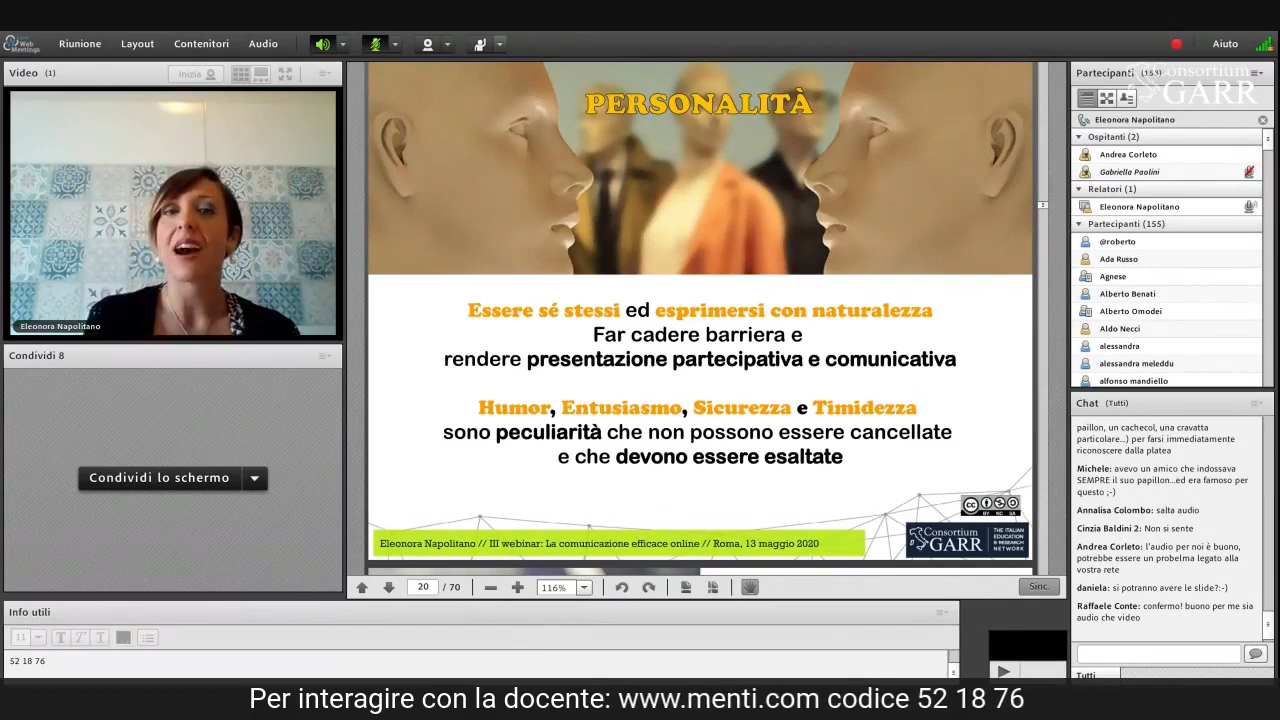 Web
Meetings
Riunione
Layout
Contenitori
Audio
Aiuto
Video (1)
Inizia
Eleonora Napolitano
Condividi 8
Condividi lo schermo
PERSONALITÀ
Essere sé stessi ed esprimersi con naturalezza
Far cadere barriera e
rendere presentazione partecipativa e comunicativa
Humor, Entusiasmo, Sicurezza e Timidezza
sono peculiarità che non possono essere cancellate
e che devono essere esaltate
CC BY NC SA
Eleonora Napolitano // III webinar: La comunicazione efficace online // Roma, 13 maggio 2020
Consortium
GARR
THE ITALIAN
EDUCATION
& RESEARCH
NETWORK
20 / 70
116%
Sinc.
Partecipanti
Consortium
GARR
Eleonora Napolitano
Ospitanti (2)
Andrea Corleto
Gabriella Paolini
Relatori (1)
Eleonora Napolitano
Partecipanti (155)
@roberto
Ada Russo
Agnese
Alberto Benati
Alberto Omodei
Aldo Necci
alessandra
alessandra meleddu
alfonso mandiello
Chat (Tutti)
paillon, un cachecol, una cravatta
particolare...) per farsi immediatamente
riconoscere dalla platea
Michele: avevo un amico che indossava
SEMPRE il suo papillon...ed era famoso per
questo ;-)
Annalisa Colombo: salta audio
Cinzia Baldini 2: Non si sente
Andrea Corleto: l'audio per noi è buono,
potrebbe essere un probelma legato alla
vostra rete
daniela: si potranno avere le slide?:-)
Raffaele Conte: confermo! buono per me sia
audio che video
Tutti
Info utili
11
52 18 76
Per interagire con la docente: www.menti.com codice 52 18 76